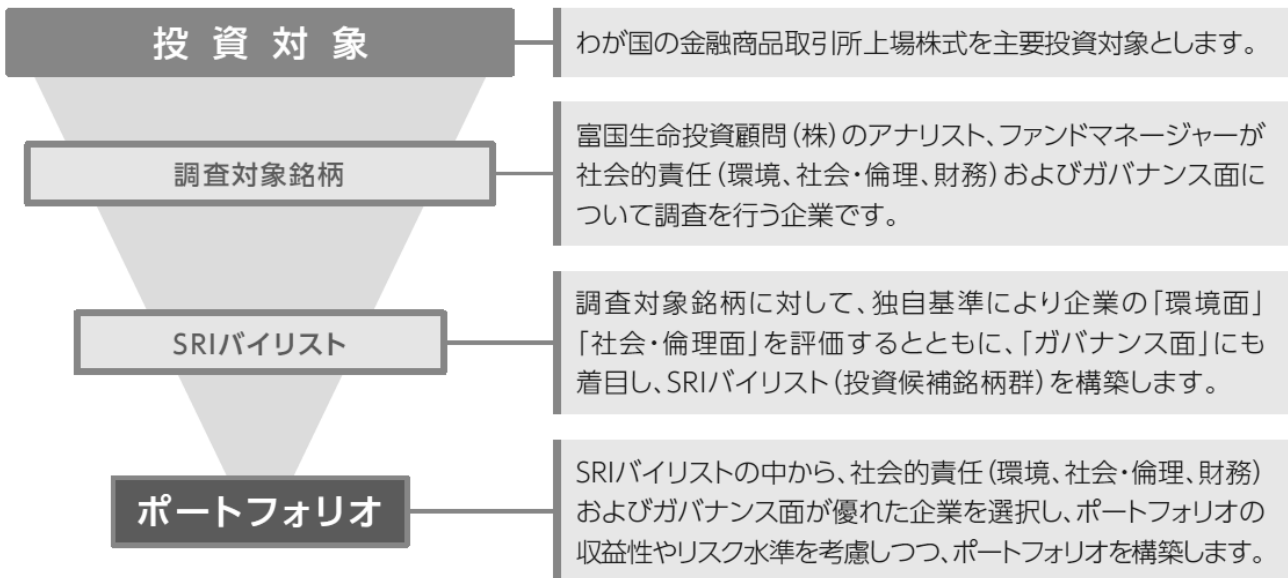 投資対象
わが国の金融商品取引所上場株式を主要投資対象とします。
調査対象銘柄
富国生命投資顧問(株)のアナリスト、ファンドマネージャーが
社会的責任(環境、社会・倫理、財務)およびガバナンス面に
ついて調査を行う企業です。
SRIバイリスト
調査対象銘柄に対して、独自基準により企業の「環境面」
「社会・倫理面」を評価するとともに、「ガバナンス面」にも
着目し、SRIバイリスト(投資候補銘柄群)を構築します。
ポートフォリオ
SRIバイリストの中から、社会的責任(環境、社会・倫理、財務)
およびガバナンス面が優れた企業を選択し、ポートフォリオの
収益性やリスク水準を考慮しつつ、ポートフォリオを構築します。